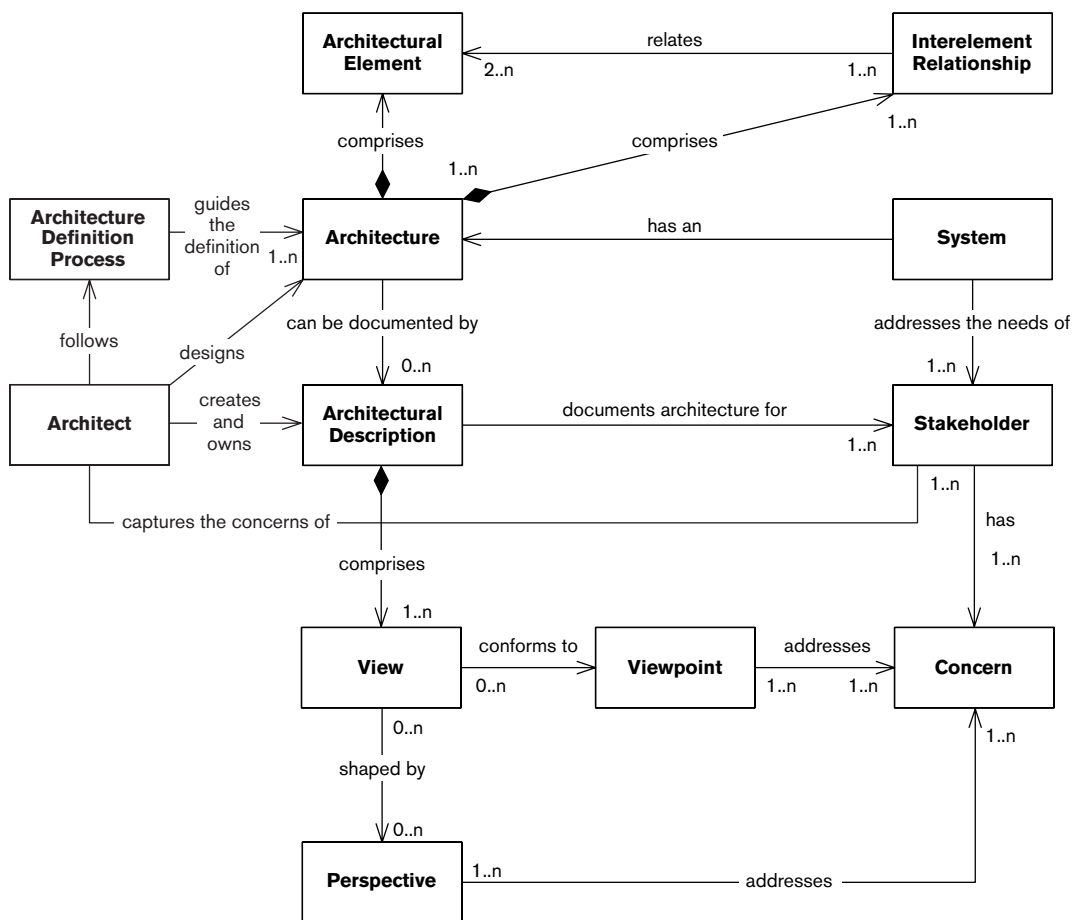 Architectural
Element
relates
2..n
1..n
Interelement
Relationship
comprises
comprises
1..n
1..n
Architecture
Definition
Process
guides
the
definition
of
1..n
Architecture
has an
System
follows
designs
can be documented by
0..n
addresses the needs of
1..n
Architect
creates
and
owns
Architectural
Description
documents architecture for
1..n
Stakeholder
1..n
captures the concerns of
has
1..n
comprises
1..n
View
conforms to
0..n
Viewpoint
addresses
1..n
1..n
Concern
0..n
1..n
shaped by
0..n
Perspective
1..n
addresses